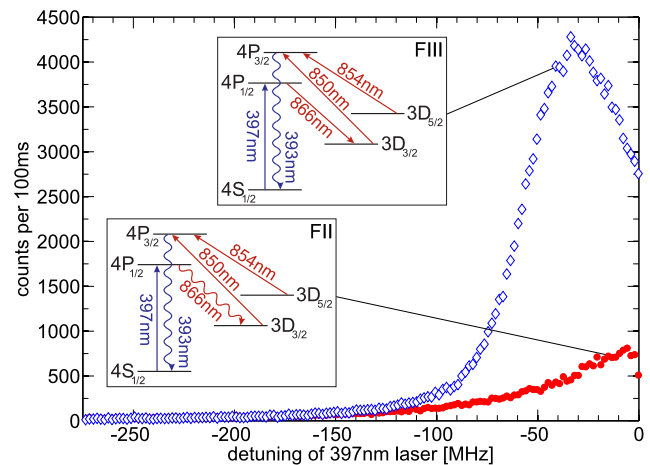 5000
4500
4000
3500
3000
2500
2000
1500
1000
500
0
counts per 100ms
-250
-200
-150
-100
-50
0
detuning of 397nm laser [MHz]
FIII
4P3/2
4P1/2
854nm
850nm
866nm
3D5/2
3D3/2
397nm
393nm
4S1/2
FII
4P3/2
4P1/2
854nm
850nm
866nm
3D5/2
3D3/2
397nm
393nm
4S1/2